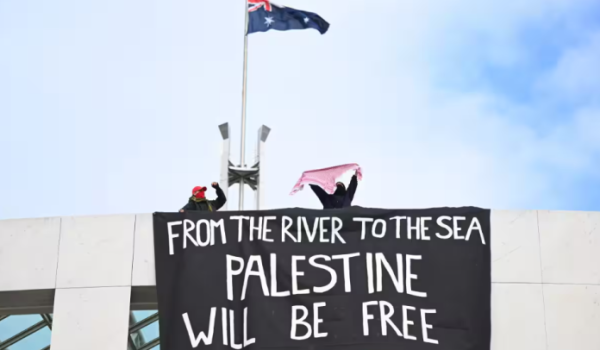 FROM THE RIVER TO THE SEA
PALESTINE
WILL BE FREE